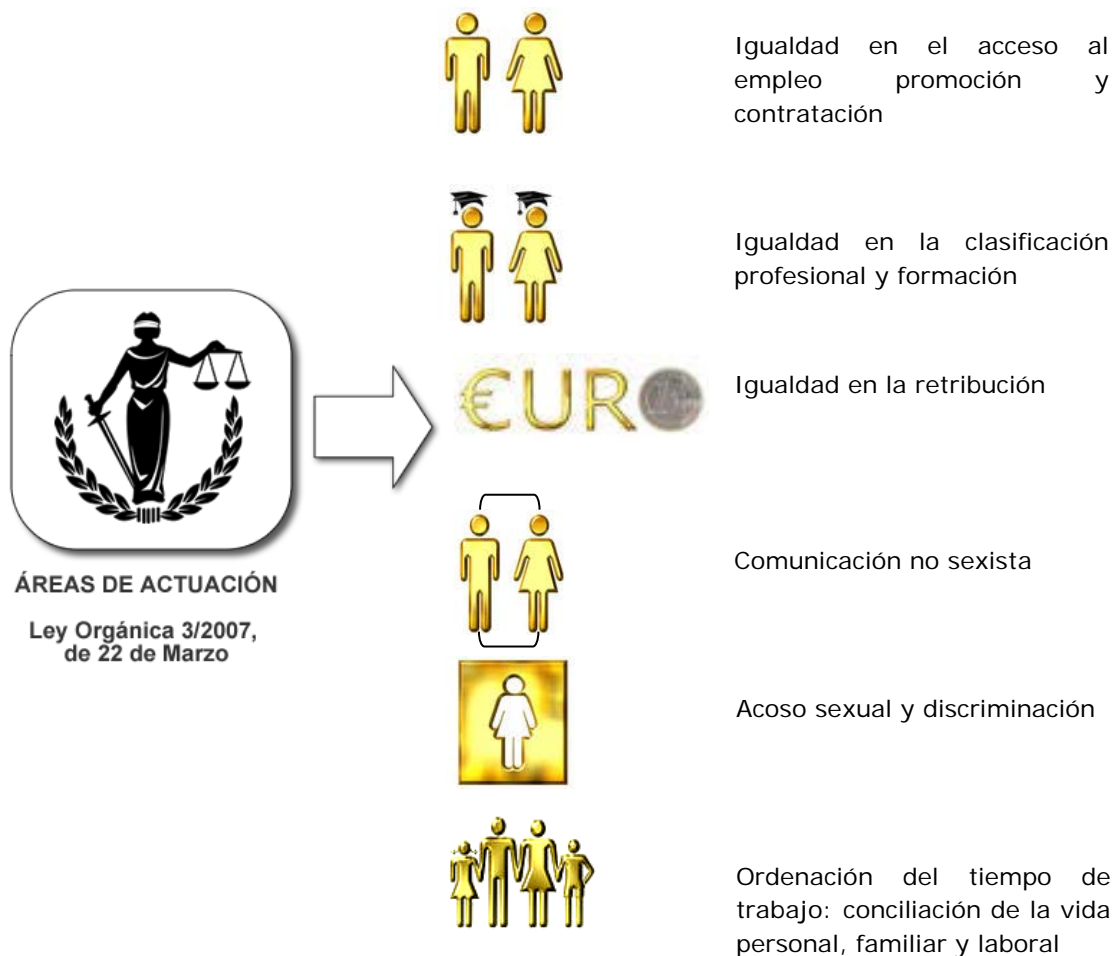 Igualdad en el acceso al
empleo promoción y
contratación
Igualdad en la clasificación
profesional y formación
€URO
Igualdad en la retribución
ÁREAS DE ACTUACIÓN
Ley Orgánica 3/2007,
de 22 de Marzo
Comunicación no sexista
Acoso sexual y discriminación
Ordenación del tiempo de
trabajo: conciliación de la vida
personal, familiar y laboral